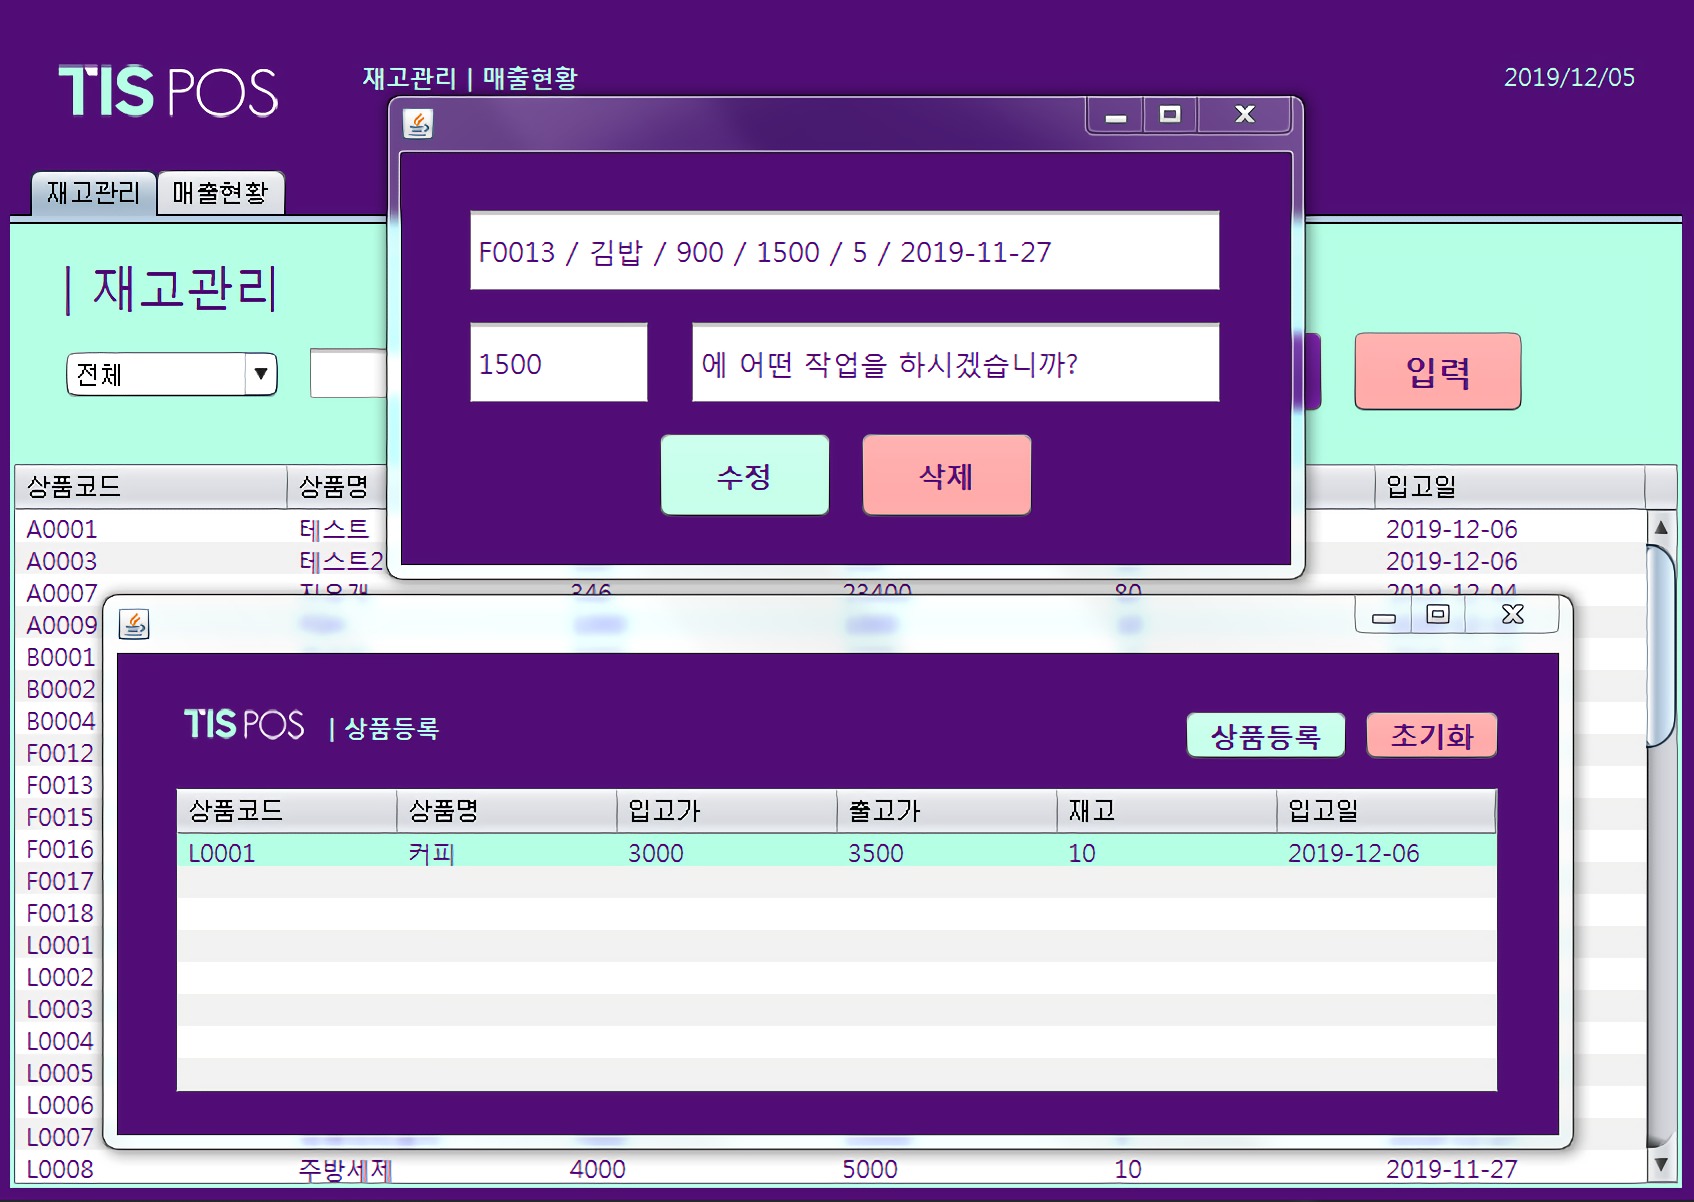 TIS POS
재고관리 | 매출현황
2019/12/05
재고관리
매출현황
| 재고관리
전체
입력
F0013 / 김밥 / 900 / 1500 / 5 / 2019-11-27
1500
에 어떤 작업을 하시겠습니까?
수정
삭제
상품코드 상품명 입고일
A0001 테스트 2019-12-06
A0003 테스트2 2019-12-06
A0007 지우개 346 23400 80 2019-12-04
A0009
B0001
B0002
B0004
F0012
F0013
F0015
F0016
F0017
F0018
L0001
L0002
L0003
L0004
L0005
L0006
L0007
L0008 주방세제 4000 5000 10 2019-11-27
TIS POS | 상품등록
상품등록
초기화
상품코드 상품명 입고가 출고가 재고 입고일
L0001 커피 3000 3500 10 2019-12-06